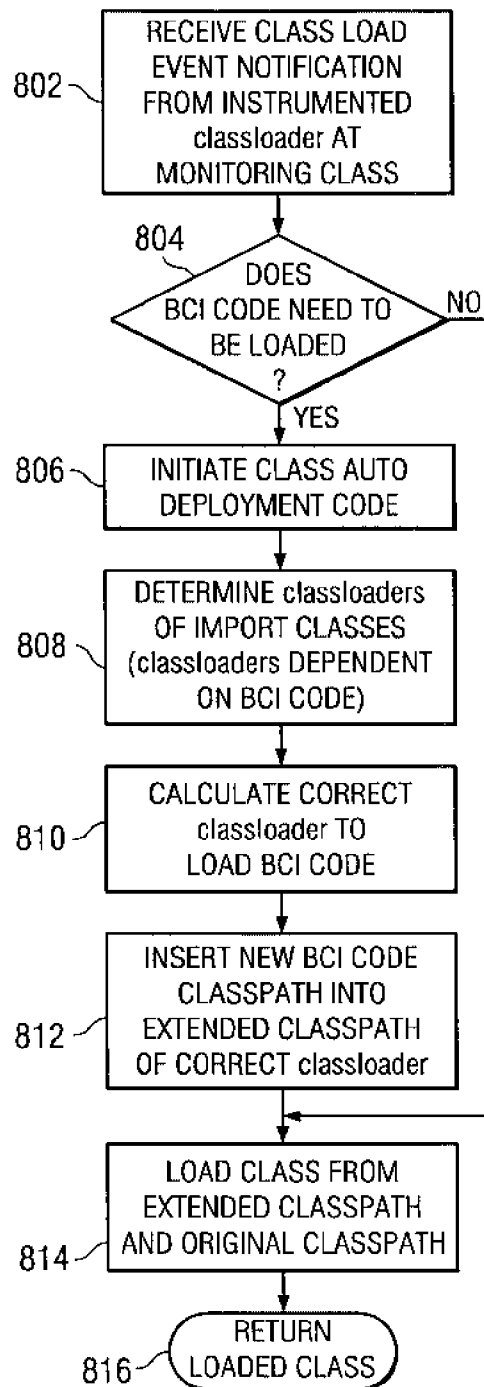 802
RECEIVE CLASS LOAD
EVENT NOTIFICATION
FROM INSTRUMENTED
classloader AT
MONITORING CLASS
804
DOES
BCI CODE NEED TO
BE LOADED
?
NO
YES
806
INITIATE CLASS AUTO
DEPLOYMENT CODE
808
DETERMINE classloaders
OF IMPORT CLASSES
(classloaders DEPENDENT
ON BCI CODE)
810
CALCULATE CORRECT
classloader TO
LOAD BCI CODE
812
INSERT NEW BCI CODE
CLASSPATH INTO
EXTENDED CLASSPATH
OF CORRECT classloader
814
LOAD CLASS FROM
EXTENDED CLASSPATH
AND ORIGINAL CLASSPATH
816
RETURN
LOADED CLASS